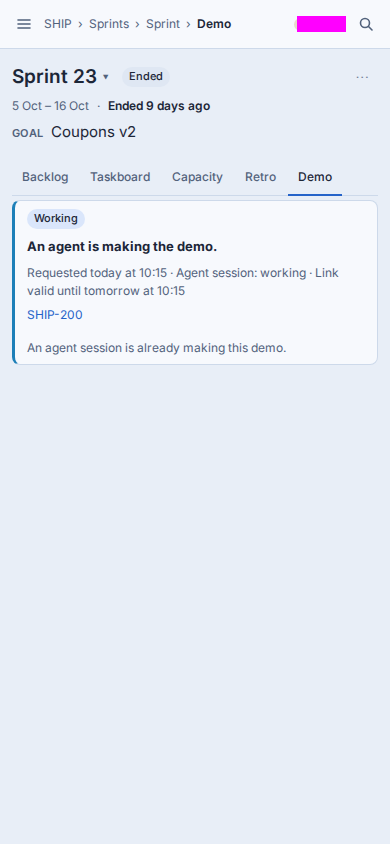 SHIP › Sprints › Sprint › Demo
Sprint 23 ▾ Ended ...
5 Oct – 16 Oct · Ended 9 days ago
GOAL Coupons v2
Backlog Taskboard Capacity Retro Demo
Working
An agent is making the demo.
Requested today at 10:15 · Agent session: working · Link
valid until tomorrow at 10:15
SHIP-200
An agent session is already making this demo.